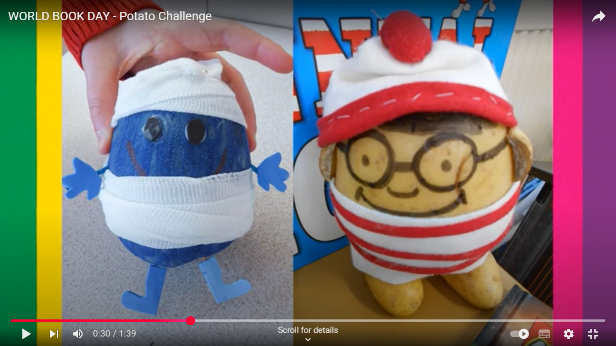 WORLD BOOK DAY - Potato Challenge
0:30 / 1:39
Scroll for details